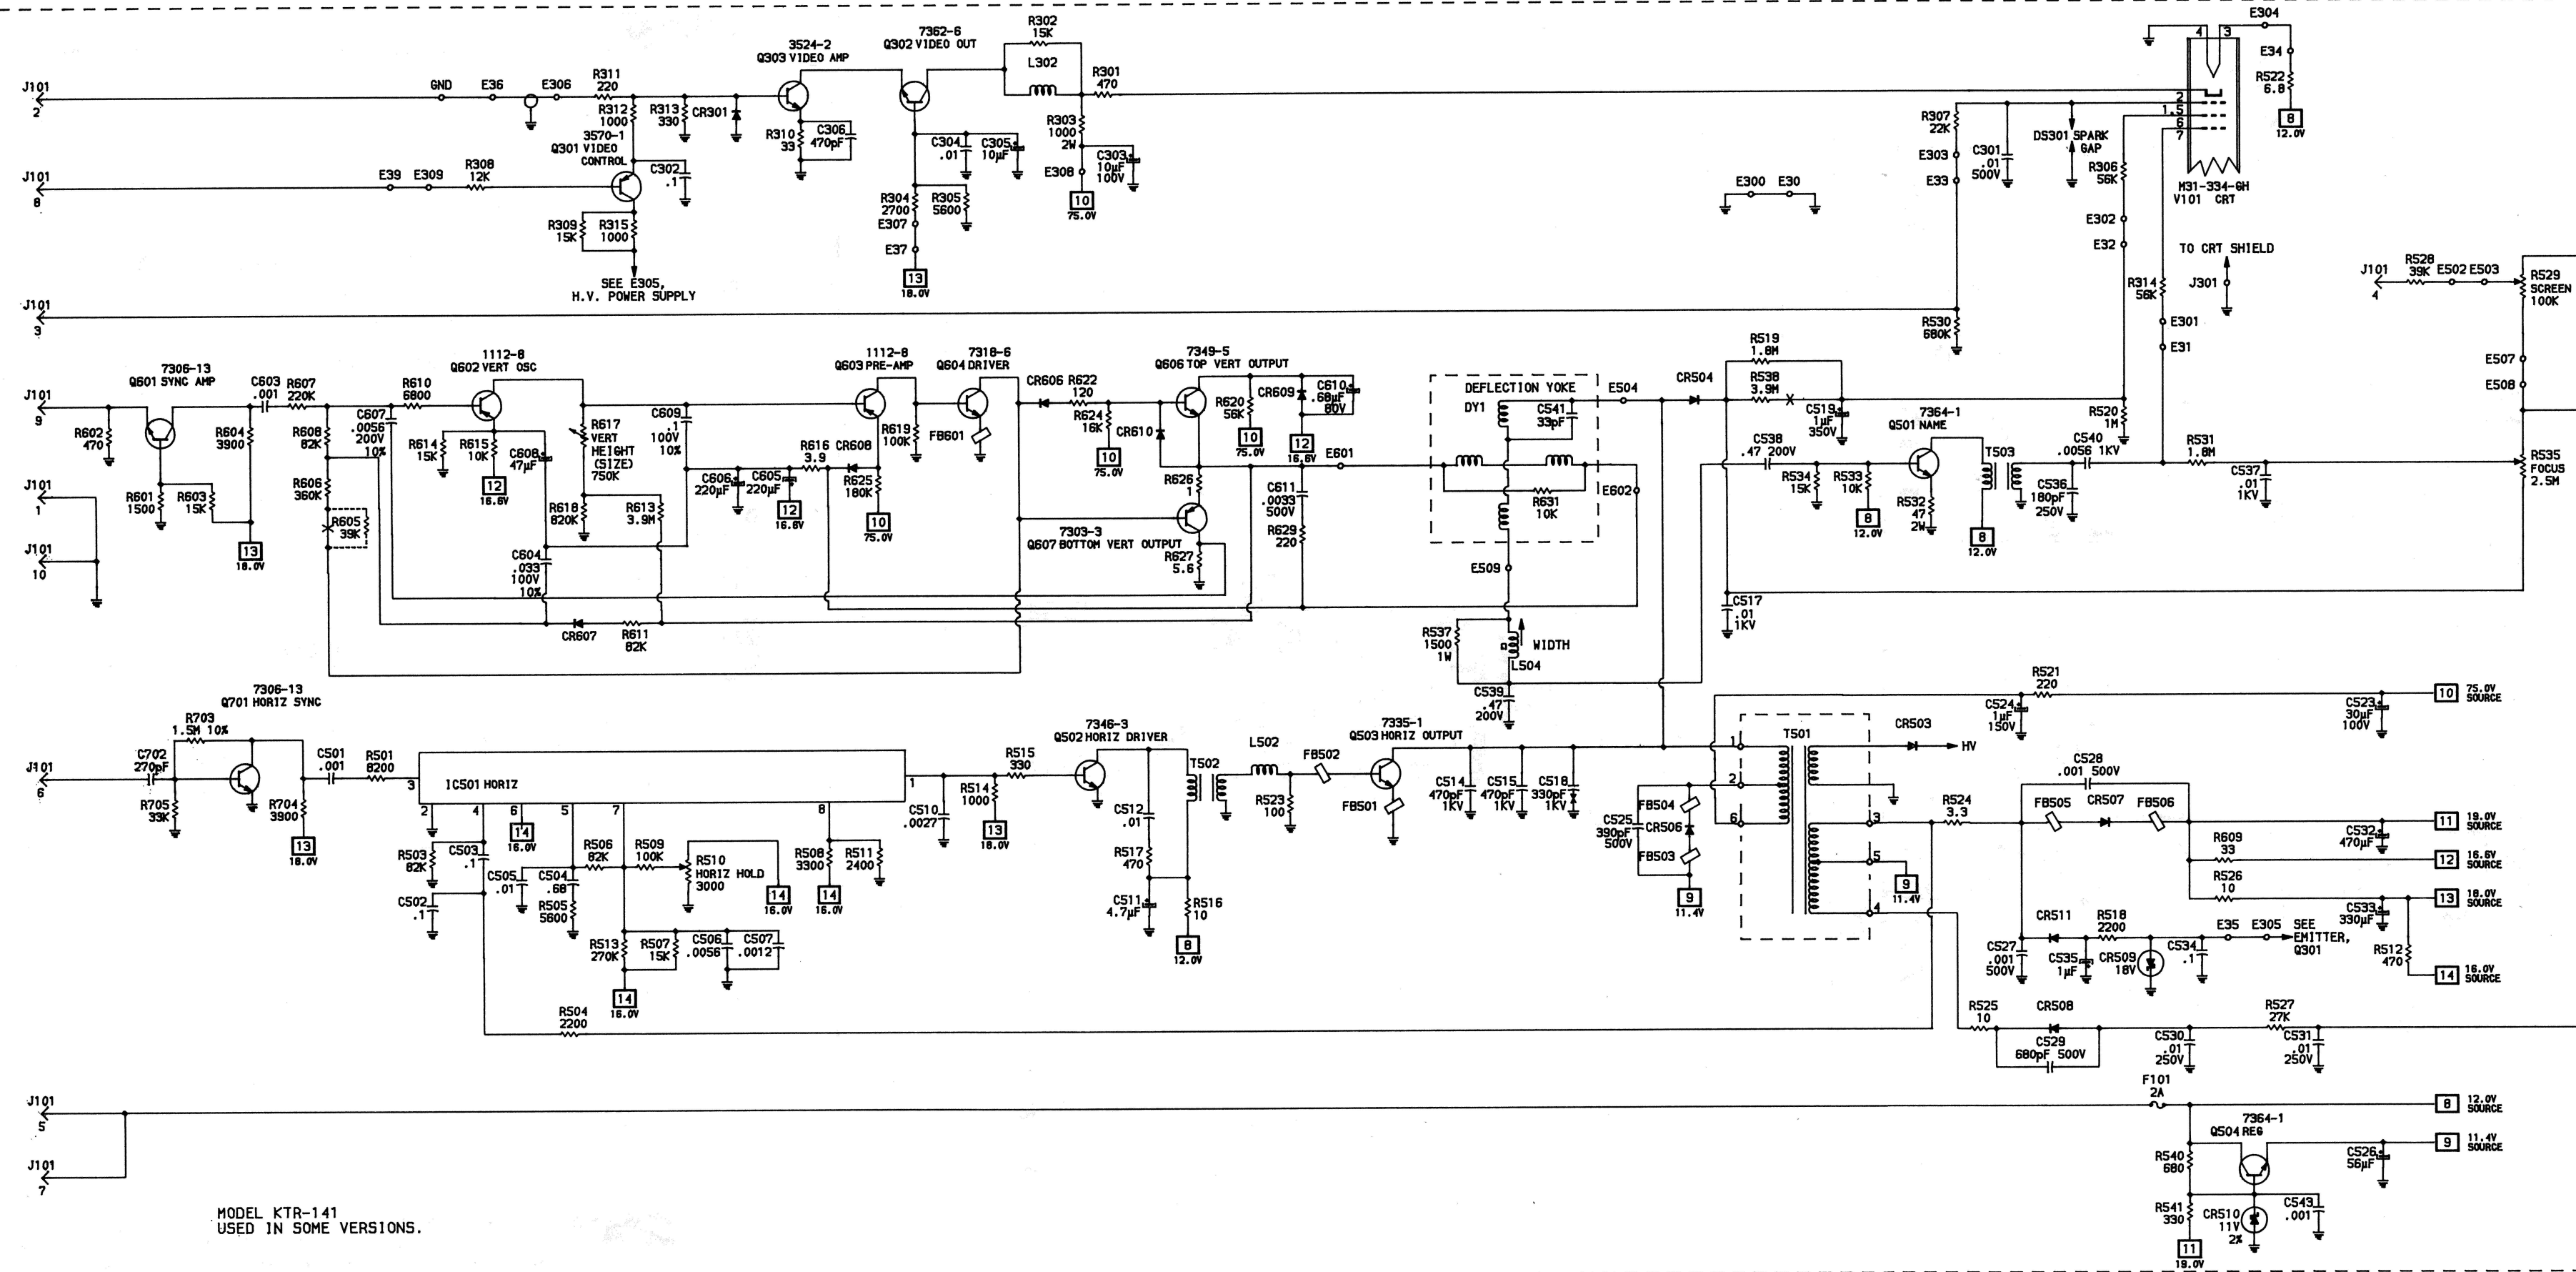 E304
4
3
E34
R522
6.8
8
12.0V
R302
15K
7362-6
Q302 VIDEO OUT
3524-2
Q303 VIDEO AMP
L302
R301
470
J101
2
GND
E36
E306
R311
220
R312
1000
R313
330
CR301
3570-1
Q301 VIDEO
CONTROL
R310
33
C306
470pF
C304
.01
C305
10µF
R303
1000
2W
C303
10µF
100V
E308
10
75.0V
R307
22K
E303
E33
C301
.01
500V
DS301 SPARK
GAP
2
1.5
6
7
R306
56K
M31-334-GH
V101 CRT
J101
8
E39
E309
R308
12K
C302
.1
R309
15K
R315
1000
R304
2700
R305
5600
E307
E37
13
18.0V
E300
E30
E302
E32
SEE E305,
H.V. POWER SUPPLY
TO CRT SHIELD
J301
R314
56K
E301
E31
J101
4
R528
39K
E502
E503
R529
SCREEN
100K
E507
E508
J101
3
R530
680K
7306-13
Q601 SYNC AMP
1112-8
Q602 VERT OSC
1112-8
Q603 PRE-AMP
7318-6
Q604 DRIVER
7349-5
Q606 TOP VERT OUTPUT
J101
9
R602
470
R601
1500
R603
15K
R604
3900
13
18.0V
C603
.001
R607
220K
R608
82K
R606
360K
R605
39K
C607
.0056
200V
10%
R610
6800
R614
15K
R615
10K
12
16.6V
C608
47µF
R617
VERT
HEIGHT
(SIZE)
750K
C609
.1
100V
10%
R618
820K
R613
3.9M
C604
.033
100V
10%
C606
220µF
C605
220µF
12
16.6V
R616
3.9
CR608
R625
180K
10
75.0V
R619
100K
FB601
CR606
R622
120
R624
16K
10
75.0V
CR610
R620
56K
10
75.0V
CR609
C610
.68µF
80V
12
16.6V
R626
1
7303-3
Q607 BOTTOM VERT OUTPUT
R627
5.6
C611
.0033
500V
R629
220
E601
CR607
R611
82K
DEFLECTION YOKE
DY1
C541
33pF
E504
R631
10K
E602
E509
R537
1500
1W
WIDTH
L504
C539
.47
200V
CR504
R519
1.8M
R538
3.9M
C519
1µF
350V
C538
.47 200V
R534
15K
R533
10K
8
12.0V
7364-1
Q501 NAME
R532
47
2W
T503
8
12.0V
C536
180pF
250V
C540
.0056 1KV
R520
1M
R531
1.8M
C537
.01
1KV
R535
FOCUS
2.5M
C517
.01
1KV
J101
1
J101
10
7306-13
Q701 HORIZ SYNC
R703
1.5M 10%
C702
270pF
J101
6
R705
33K
R704
3900
13
18.0V
C501
.001
R501
8200
3
IC501 HORIZ
1
2
4
6
5
7
8
14
16.0V
R503
82K
C503
.1
C502
.1
C505
.01
C504
.68
R505
5600
R506
82K
R509
100K
R510
HORIZ HOLD
3000
14
16.0V
R508
3300
14
16.0V
R511
2400
R513
270K
R507
15K
C506
.0056
C507
.0012
14
16.0V
R504
2200
C510
.0027
R514
1000
13
18.0V
R515
330
7346-3
Q502 HORIZ DRIVER
C512
.01
R517
470
C511
4.7µF
R516
10
8
12.0V
T502
L502
R523
100
FB502
7335-1
Q503 HORIZ OUTPUT
FB501
C514
470pF
1KV
C515
470pF
1KV
C518
330pF
1KV
C525
390pF
500V
FB504
CR506
FB503
9
11.4V
1
2
6
T501
3
5
4
9
11.4V
CR503
HV
R521
220
C524
1µF
150V
C523
30µF
100V
10
75.0V
SOURCE
R524
3.3
C528
.001 500V
FB505
CR507
FB506
C532
470µF
11
19.0V
SOURCE
R609
33
12
16.6V
SOURCE
R526
10
C533
330µF
13
18.0V
SOURCE
R512
470
14
16.0V
SOURCE
C527
.001
500V
CR511
R518
2200
C535
1µF
CR509
18V
C534
.1
E35
E305
SEE
EMITTER,
Q301
R525
10
CR508
C529
680pF 500V
C530
.01
250V
R527
27K
C531
.01
250V
J101
5
J101
7
F101
2A
8
12.0V
SOURCE
7364-1
Q504 REG
9
11.4V
SOURCE
R540
680
C526
56µF
R541
330
CR510
11V
2%
C543
.001
11
19.0V
MODEL KTR-141
USED IN SOME VERSIONS.